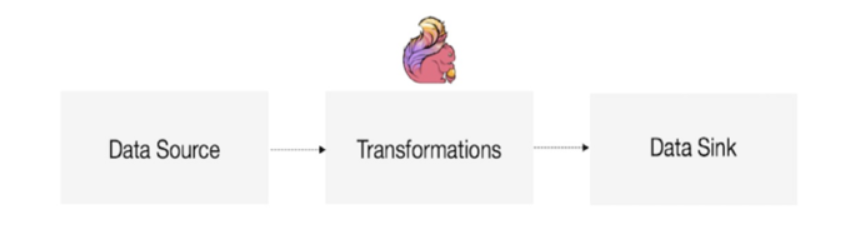 Data Source
Transformations
Data Sink